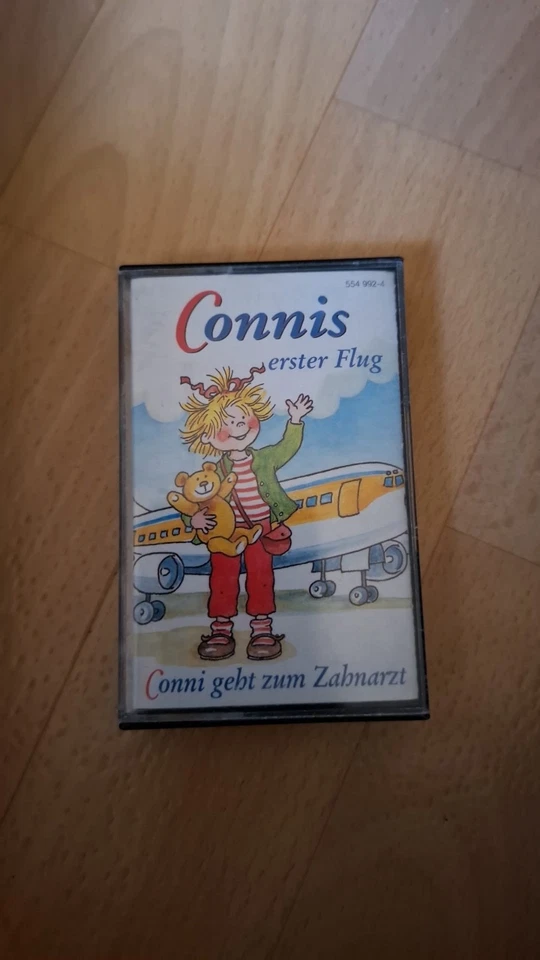 554 992-4
Connis
erster Flug
Conni geht zum Zahnarzt